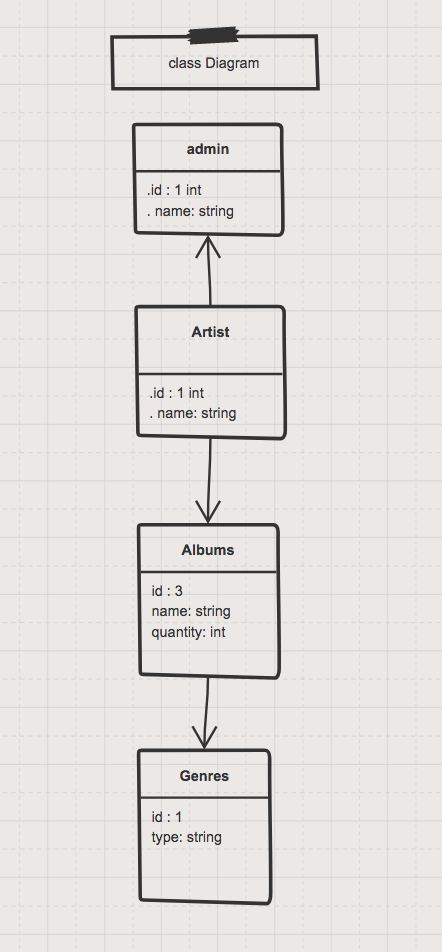 class Diagram
admin
.id : 1 int
. name: string
Artist
.id : 1 int
. name: string
Albums
id : 3
name: string
quantity: int
Genres
id : 1
type: string